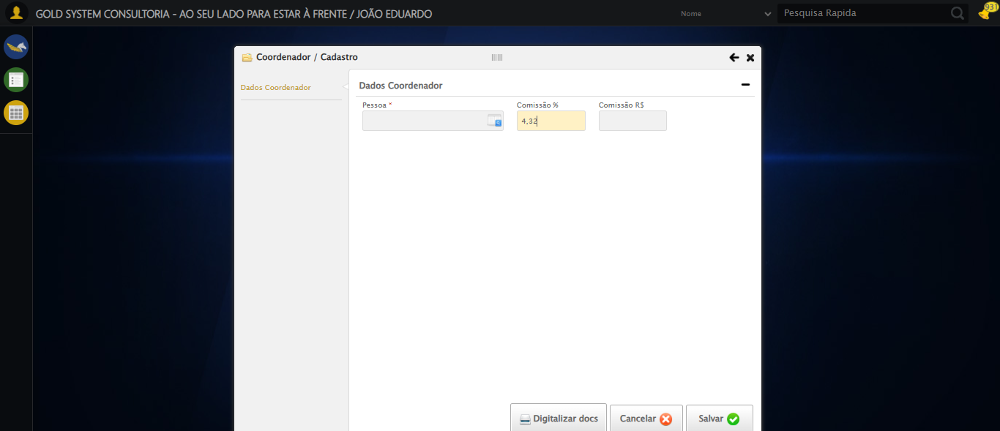 GOLD SYSTEM CONSULTORIA - AO SEU LADO PARA ESTAR À FRENTE / JOÃO EDUARDO
Nome
Pesquisa Rapida
931
Coordenador / Cadastro
Dados Coordenador
Dados Coordenador
Pessoa *
Comissão %
Comissão R$
4,32
Digitalizar docs
Cancelar
Salvar